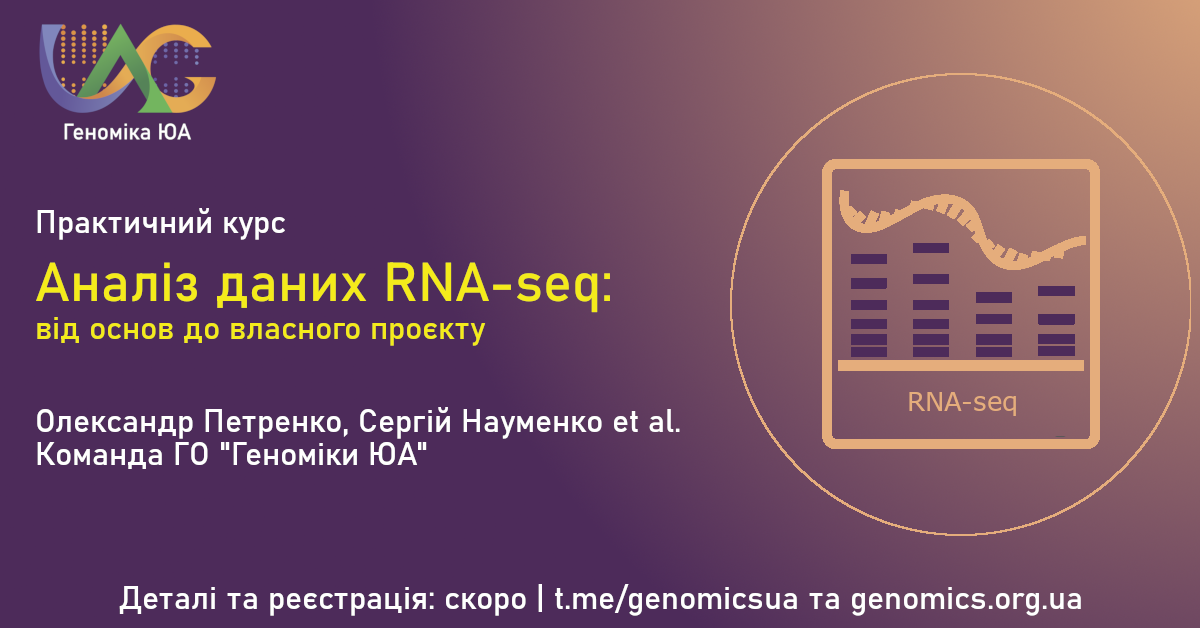 UAG
Геноміка ЮА
Практичний курс
Аналіз даних RNA-seq:
від основ до власного проєкту
Олександр Петренко, Сергій Науменко et al.
Команда ГО "Геноміки ЮА"
RNA-seq
Деталі та реєстрація: скоро | t.me/genomicsua та genomics.org.ua